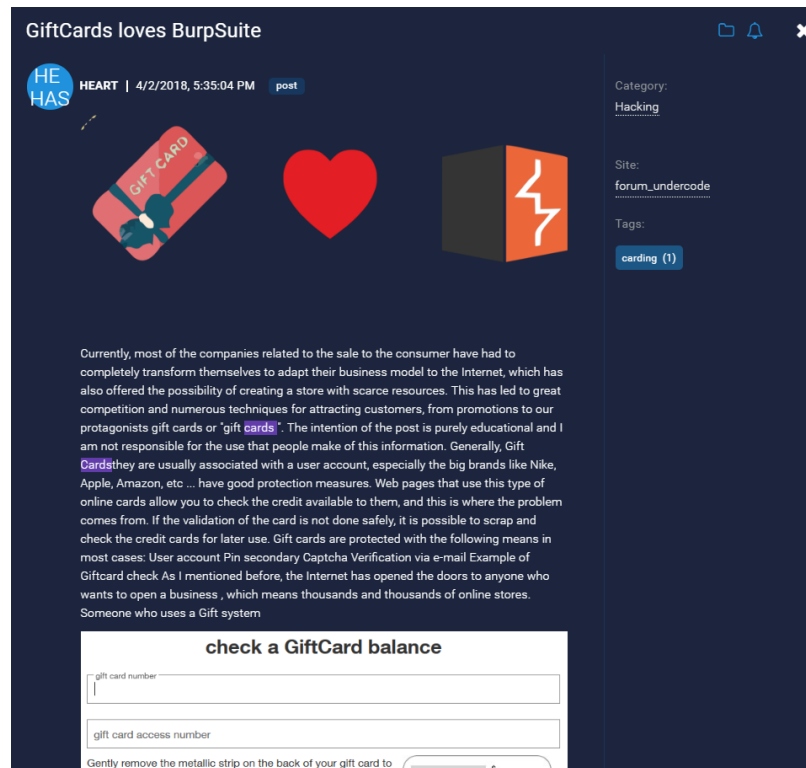 GiftCards loves BurpSuite
HE
HAS
HEART | 4/2/2018, 5:35:04 PM post
GIFT CARD
Category:
Hacking
Site:
forum_undercode
Tags:
carding (1)
Currently, most of the companies related to the sale to the consumer have had to
completely transform themselves to adapt their business model to the Internet, which has
also offered the possibility of creating a store with scarce resources. This has led to great
competition and numerous techniques for attracting customers, from promotions to our
protagonists gift cards or "gift cards ". The intention of the post is purely educational and I
am not responsible for the use that people make of this information. Generally, Gift
Cardsthey are usually associated with a user account, especially the big brands like Nike,
Apple, Amazon, etc ... have good protection measures. Web pages that use this type of
online cards allow you to check the credit available to them, and this is where the problem
comes from. If the validation of the card is not done safely, it is possible to scrap and
check the credit cards for later use. Gift cards are protected with the following means in
most cases: User account Pin secondary Captcha Verification via e-mail Example of
Giftcard check As I mentioned before, the Internet has opened the doors to anyone who
wants to open a business , which means thousands and thousands of online stores.
Someone who uses a Gift system
check a GiftCard balance
gift card number
gift card access number
Gently remove the metallic strip on the back of your gift card to